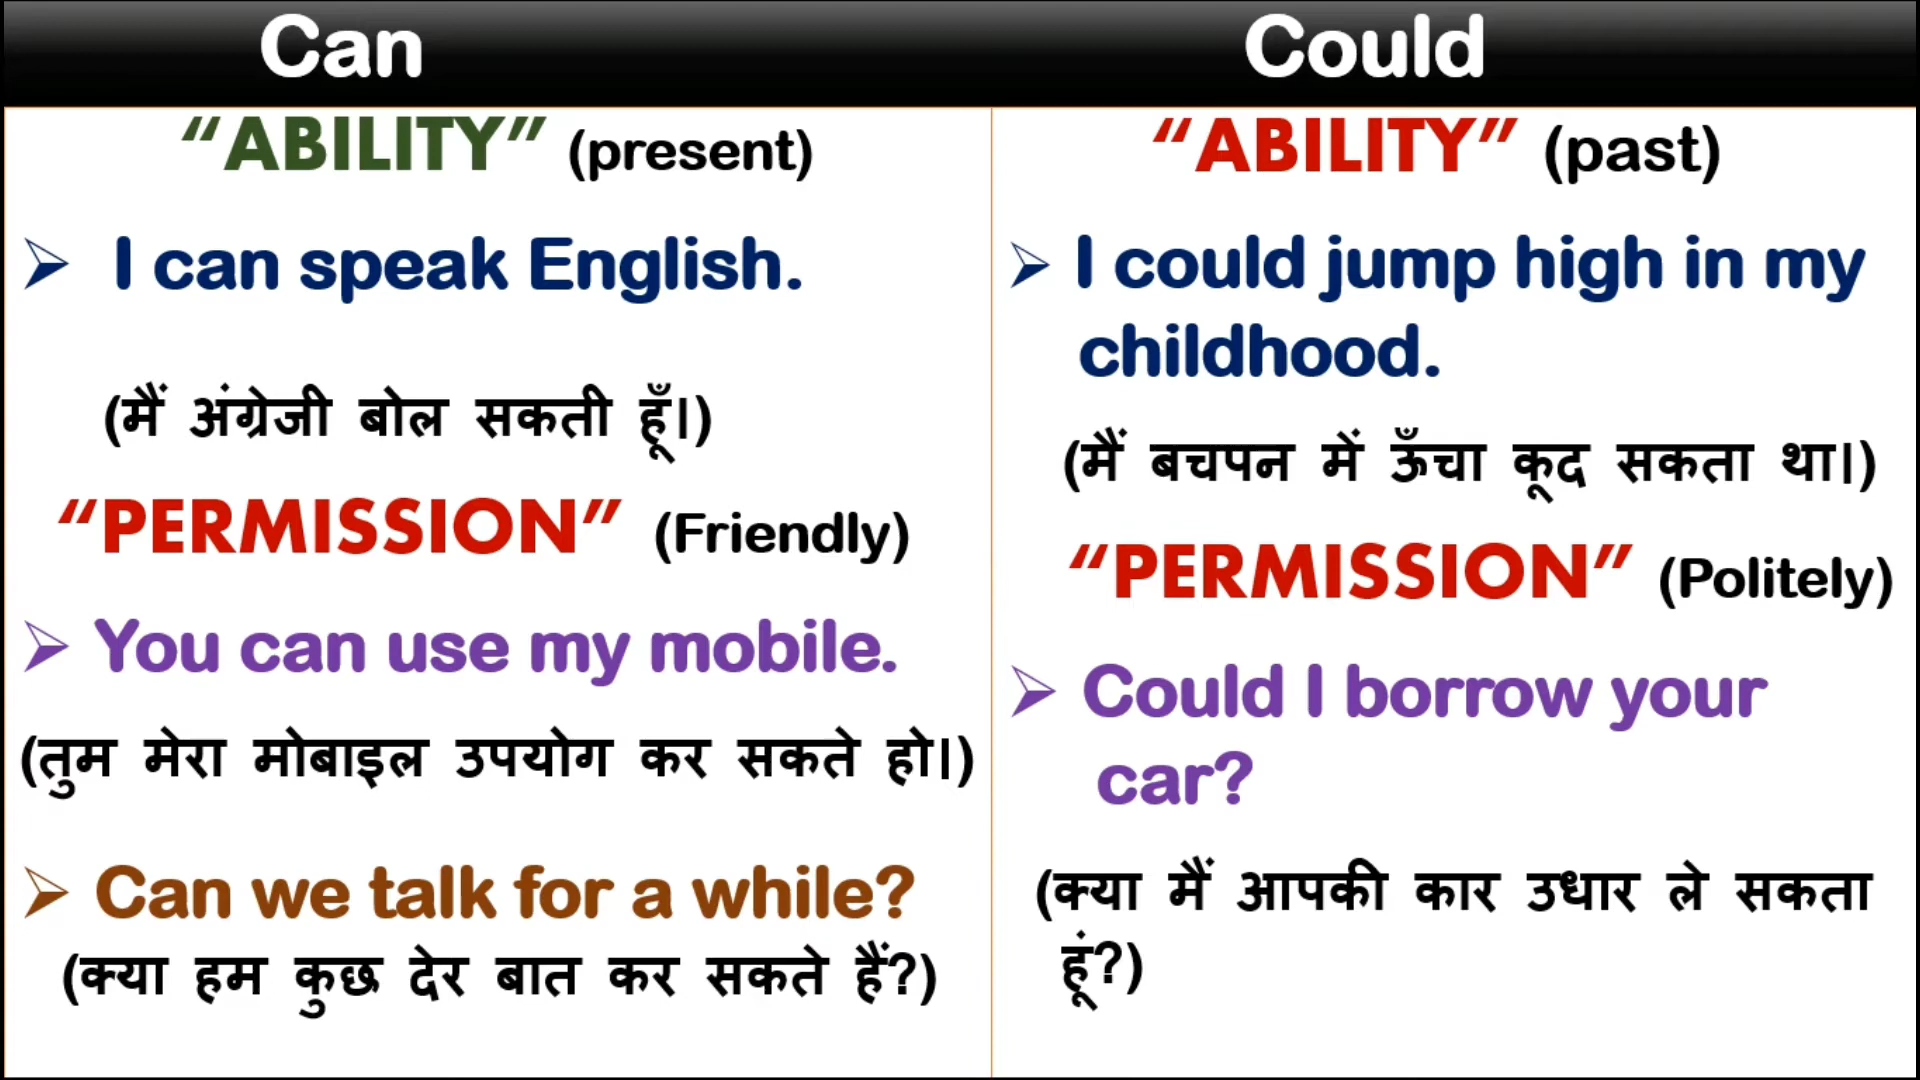 Can
Could
“ABILITY” (present)
➢ I can speak English.
(मैं अंग्रेजी बोल सकती हूँ।)
“PERMISSION” (Friendly)
➢ You can use my mobile.
(तुम मेरा मोबाइल उपयोग कर सकते हो।)
➢ Can we talk for a while?
(क्या हम कुछ देर बात कर सकते हैं?)
“ABILITY” (past)
➢ I could jump high in my
childhood.
(मैं बचपन में ऊँचा कूद सकता था।)
“PERMISSION” (Politely)
➢ Could I borrow your
car?
(क्या मैं आपकी कार उधार ले सकता
हूं?)